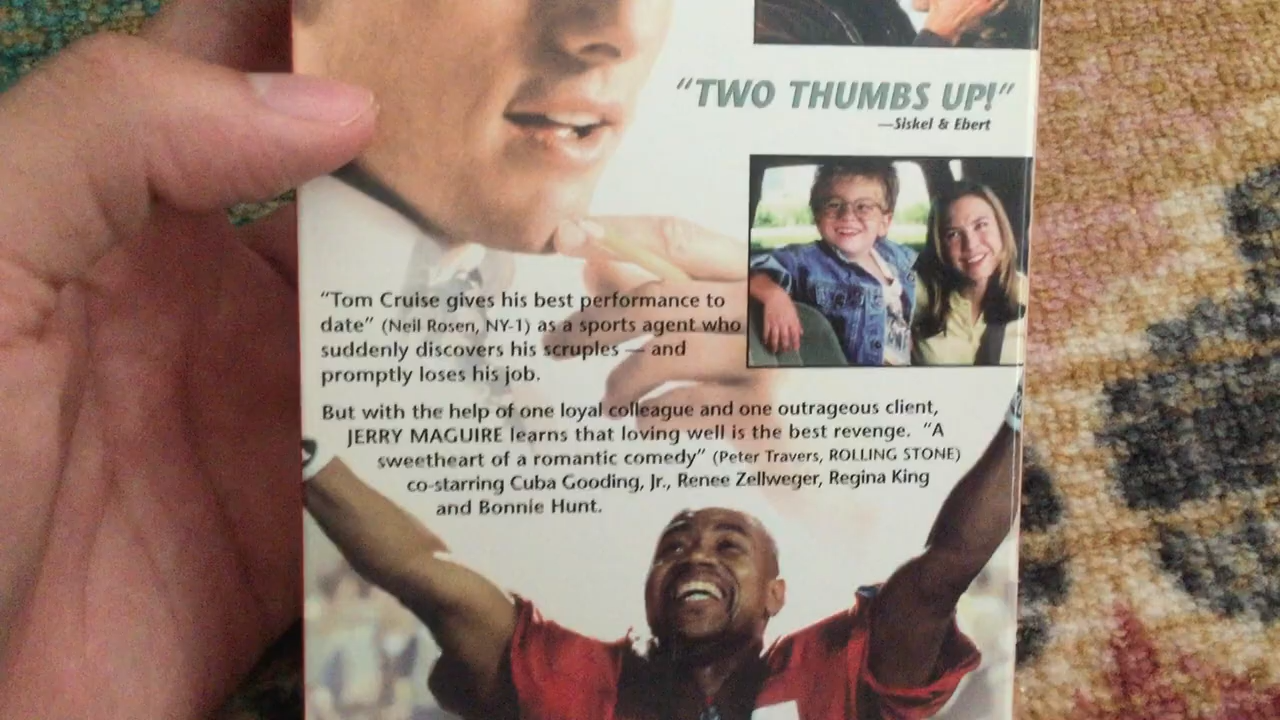 “TWO THUMBS UP!”
—Siskel & Ebert
“Tom Cruise gives his best performance to
date” (Neil Rosen, NY-1) as a sports agent who
suddenly discovers his scruples — and
promptly loses his job.
But with the help of one loyal colleague and one outrageous client,
JERRY MAGUIRE learns that loving well is the best revenge. “A
sweetheart of a romantic comedy” (Peter Travers, ROLLING STONE)
co-starring Cuba Gooding, Jr., Renee Zellweger, Regina King
and Bonnie Hunt.